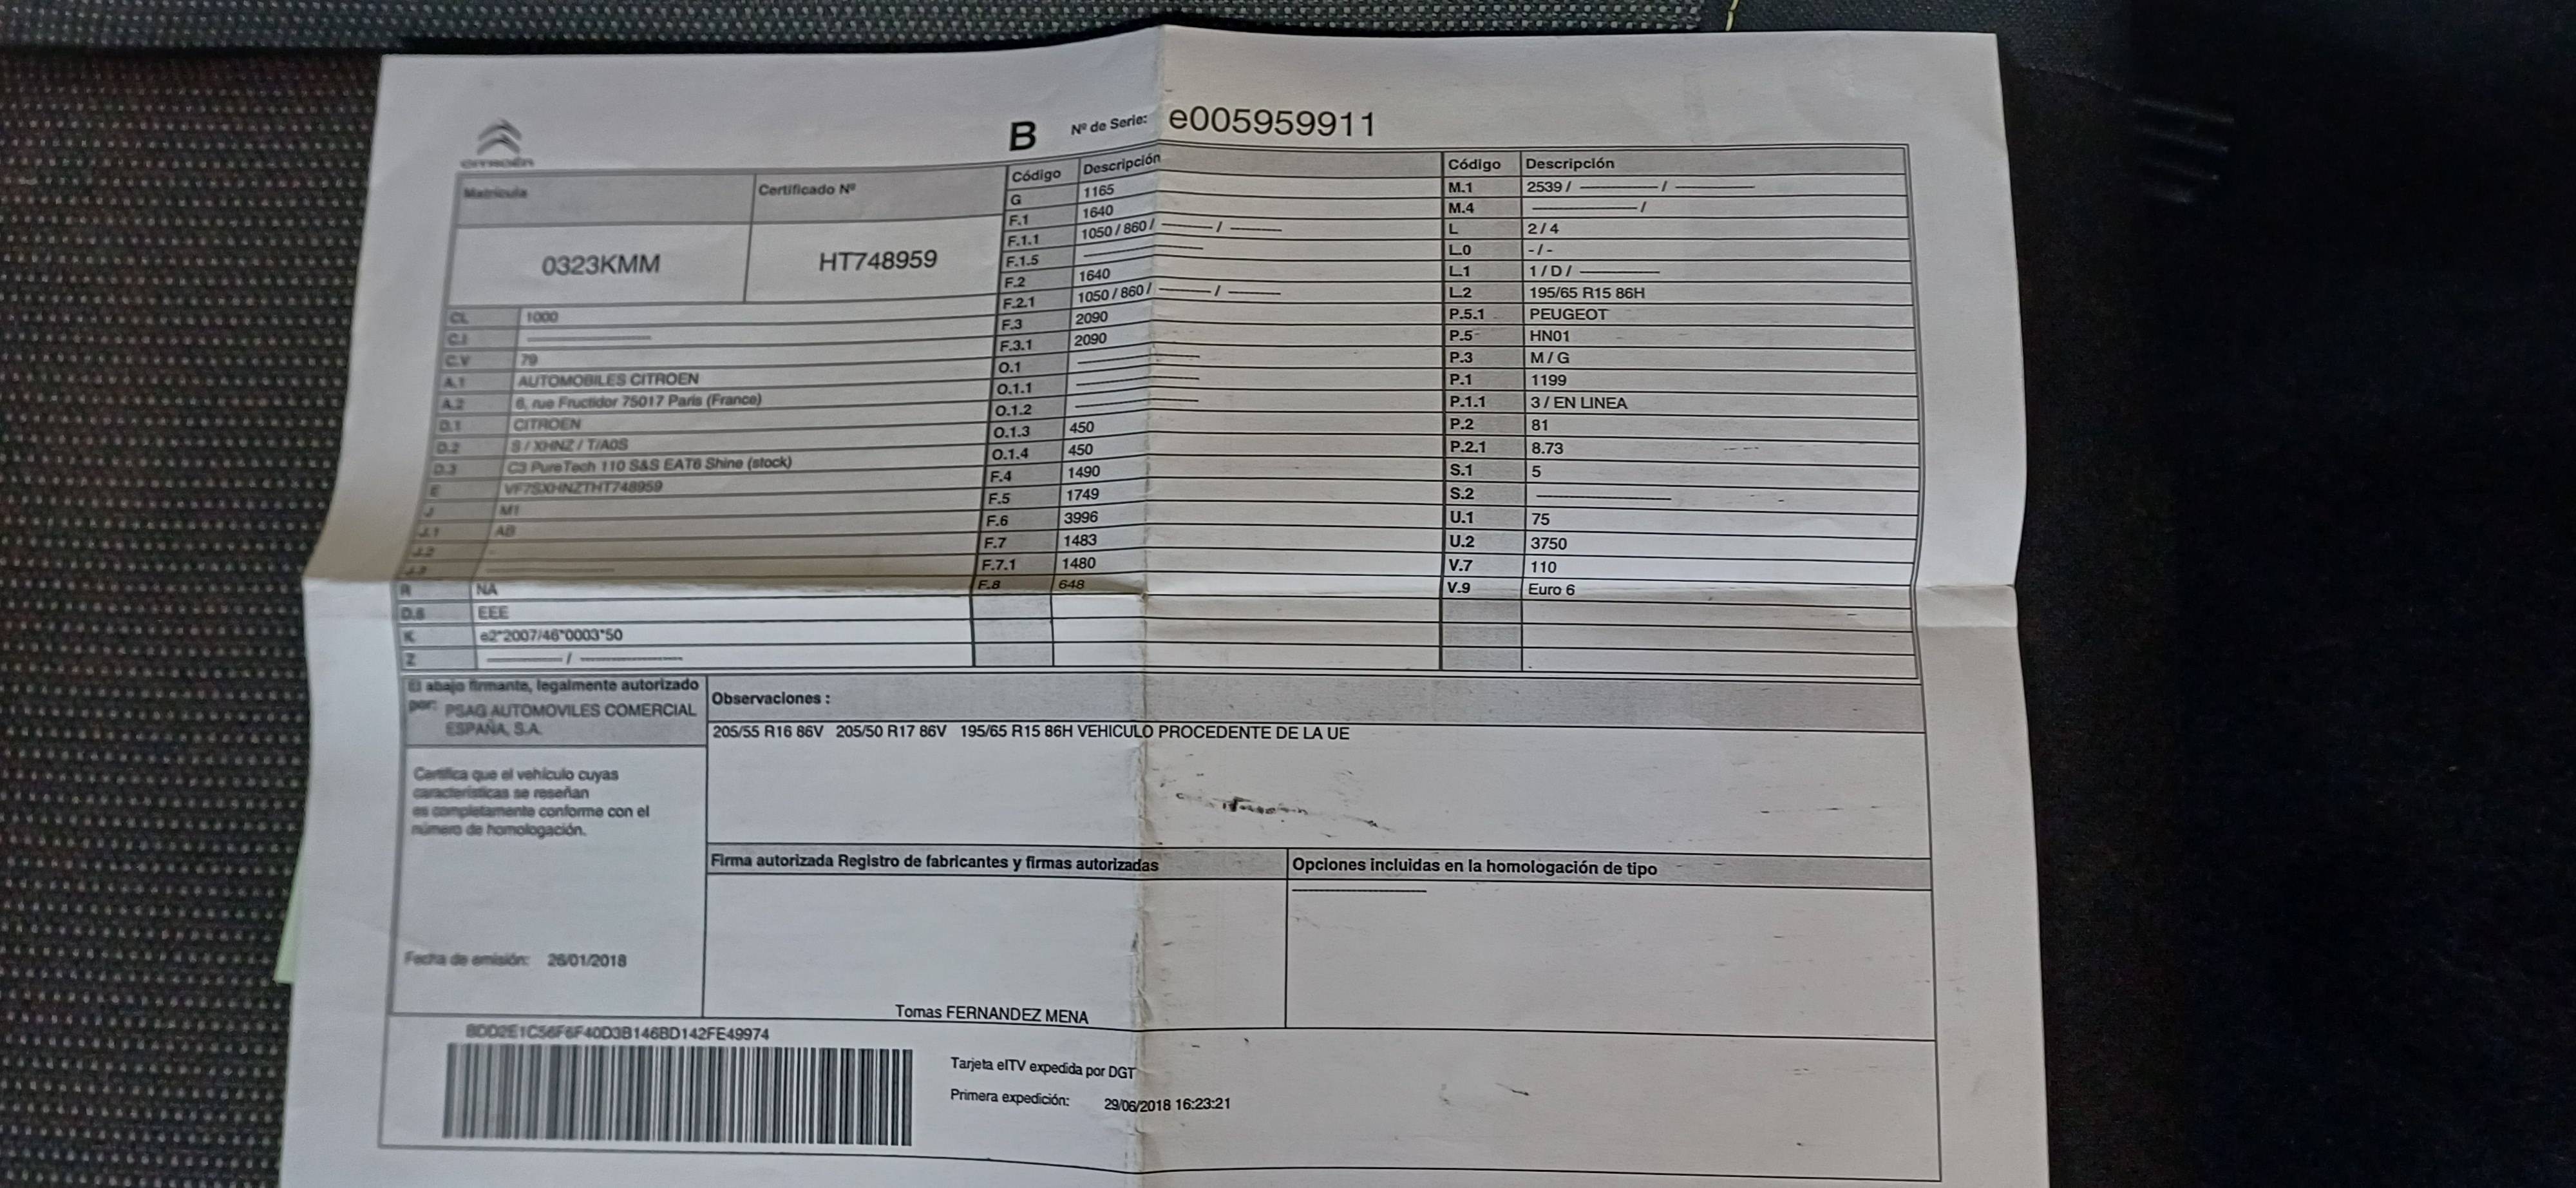 CITROËN
B Nº de Serie: e005959911
Matrícula Certificado Nº
0323KMM HT748959
CL 1000
C.I ————
C.V 79
A.1 AUTOMOBILES CITROEN
A.2 6, rue Fructidor 75017 Paris (France)
D.1 CITROEN
D.2 S / XHNZ / T/A0S
D.3 C3 PureTech 110 S&S EAT6 Shine (stock)
E VF7SXHNZTHT748959
J M1
J.1 AB
J.2 -
J.3 ————
R NA
D.6 EEE
K e2*2007/46*0003*50
Z ———— / ————
Código Descripción
G 1165
F.1 1640
F.1.1 1050 / 860 / ———— / ————
F.1.5 ————
F.2 1640
F.2.1 1050 / 860 / ———— / ————
F.3 2090
F.3.1 2090
O.1 ————
O.1.1 ————
O.1.2 ————
O.1.3 450
O.1.4 450
F.4 1490
F.5 1749
F.6 3996
F.7 1483
F.7.1 1480
F.8 648
Código Descripción
M.1 2539 / ———— / ————
M.4 ———— /
L 2 / 4
L.0 - / -
L.1 1 / D / ————
L.2 195/65 R15 86H
P.5.1 PEUGEOT
P.5 HN01
P.3 M / G
P.1 1199
P.1.1 3 / EN LINEA
P.2 81
P.2.1 8.73
S.1 5
S.2 ————
U.1 75
U.2 3750
V.7 110
V.9 Euro 6
El abajo firmante, legalmente autorizado
por: PSAG AUTOMOVILES COMERCIAL
ESPAÑA, S.A.
Certifica que el vehículo cuyas
características se reseñan
es completamente conforme con el
número de homologación.
Fecha de emisión: 26/01/2018
Observaciones :
205/55 R16 86V 205/50 R17 86V 195/65 R15 86H VEHICULO PROCEDENTE DE LA UE
Firma autorizada Registro de fabricantes y firmas autorizadas
Tomas FERNANDEZ MENA
Opciones incluidas en la homologación de tipo
————
8DD2E1C56F6F40D3B146BD142FE49974
Tarjeta eITV expedida por DGT
Primera expedición: 29/06/2018 16:23:21